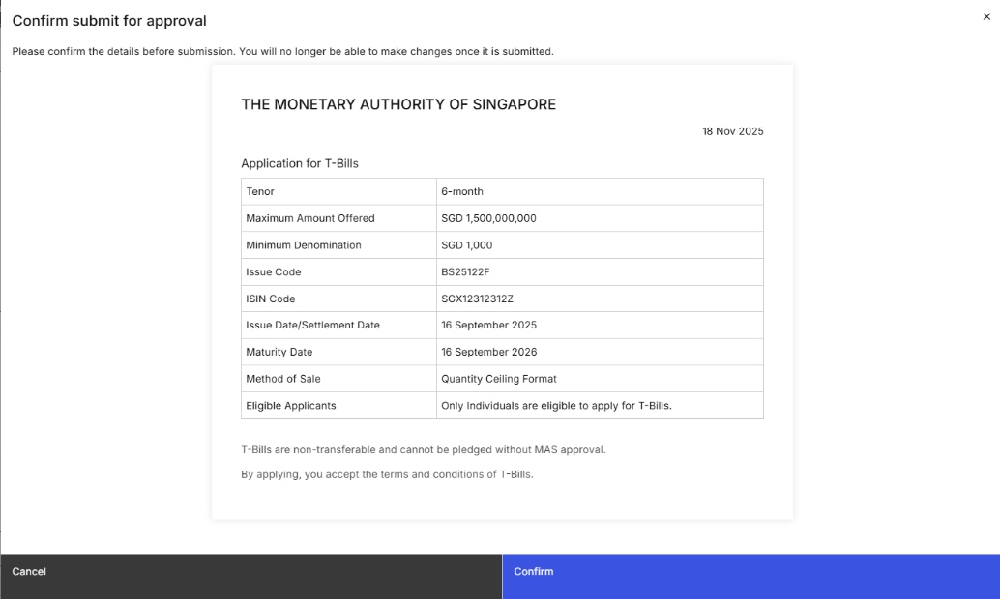 Confirm submit for approval
×
Please confirm the details before submission. You will no longer be able to make changes once it is submitted.
THE MONETARY AUTHORITY OF SINGAPORE
18 Nov 2025
Application for T-Bills
Tenor 6-month
Maximum Amount Offered SGD 1,500,000,000
Minimum Denomination SGD 1,000
Issue Code BS25122F
ISIN Code SGX12312312Z
Issue Date/Settlement Date 16 September 2025
Maturity Date 16 September 2026
Method of Sale Quantity Ceiling Format
Eligible Applicants Only Individuals are eligible to apply for T-Bills.
T-Bills are non-transferable and cannot be pledged without MAS approval.
By applying, you accept the terms and conditions of T-Bills.
Cancel Confirm